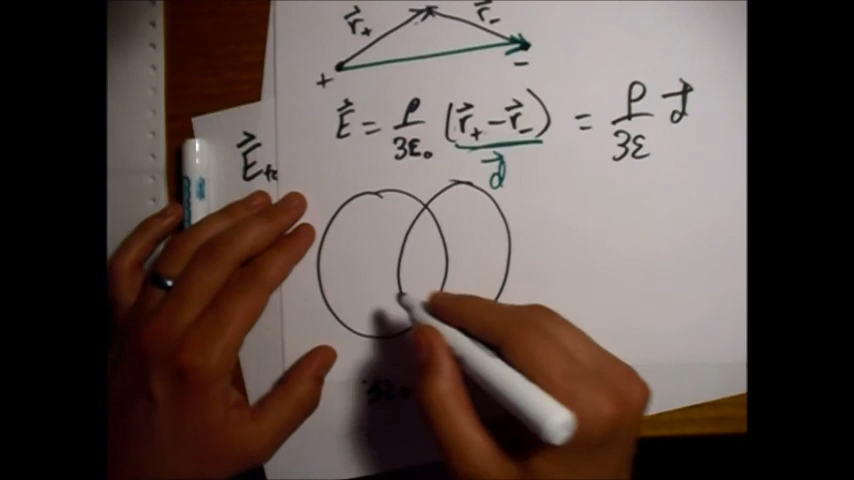 r⃗₊ r⃗₋
+ −
E⃗ = ρ/3ε₀ (r⃗₊ − r⃗₋) = ρ/3ε d⃗
d⃗
E⃗